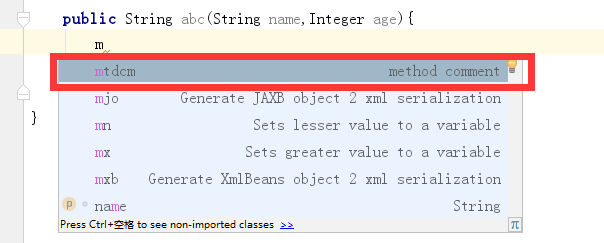 public String abc(String name,Integer age){
m
mtdcm method comment
mjo Generate JAXB object 2 xml serialization
mn Sets lesser value to a variable
mx Sets greater value to a variable
mxb Generate XmlBeans object 2 xml serialization
p name String
}
Press Ctrl+空格 to see non-imported classes >> π